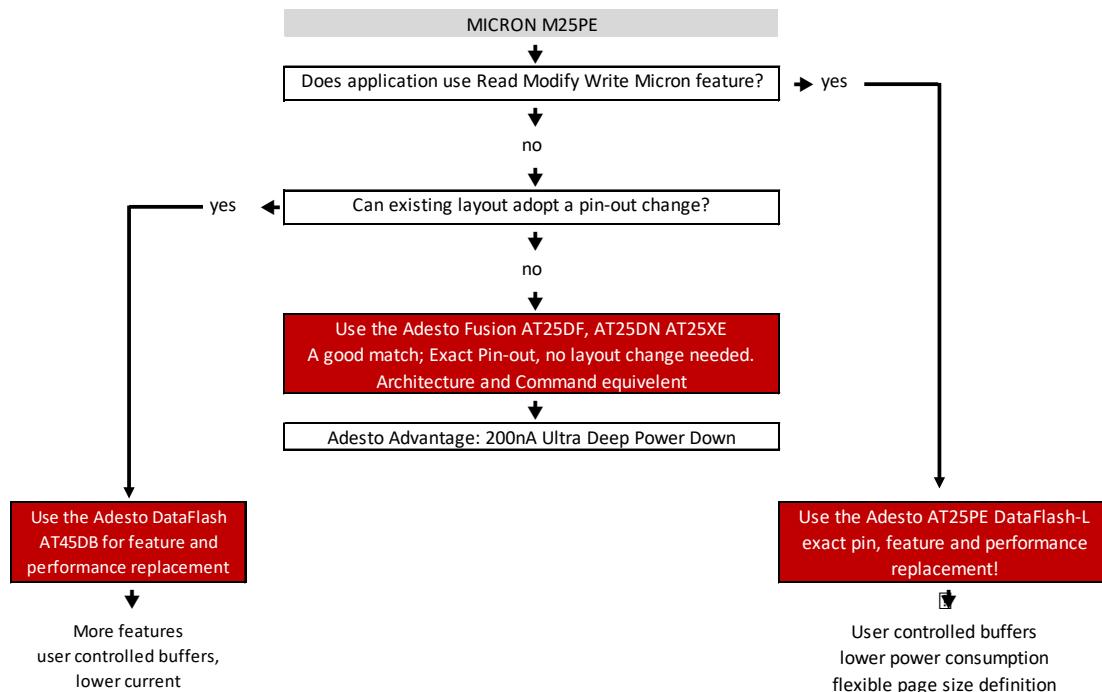 MICRON M25PE
Does application use Read Modify Write Micron feature?
yes
no
yes
Can existing layout adopt a pin-out change?
no
Use the Adesto Fusion AT25DF, AT25DN AT25XE
A good match; Exact Pin-out, no layout change needed.
Architecture and Command equivelent
Adesto Advantage: 200nA Ultra Deep Power Down
Use the Adesto DataFlash
AT45DB for feature and
performance replacement
Use the Adesto AT25PE DataFlash-L
exact pin, feature and performance
replacement!
More features
user controlled buffers,
lower current
User controlled buffers
lower power consumption
flexible page size definition